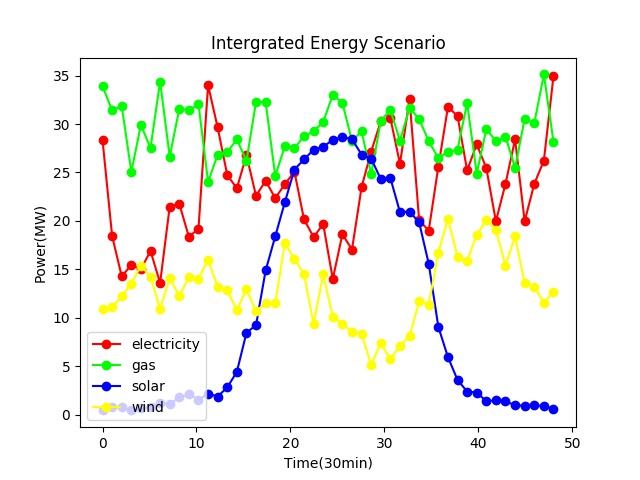 Intergrated Energy Scenario
Power(MW)
35
30
25
20
15
10
5
0
electricity
gas
solar
wind
0 10 20 30 40 50
Time(30min)